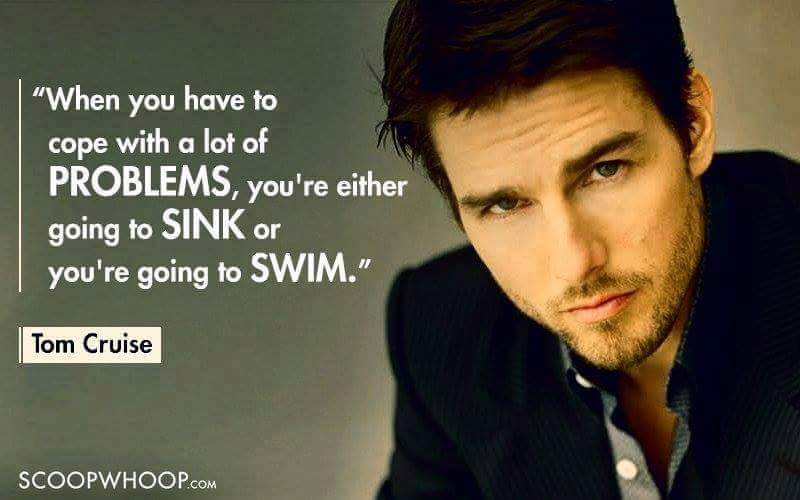 “When you have to
cope with a lot of
PROBLEMS, you're either
going to SINK or
you're going to SWIM.”
Tom Cruise
SCOOPWHOOP.COM